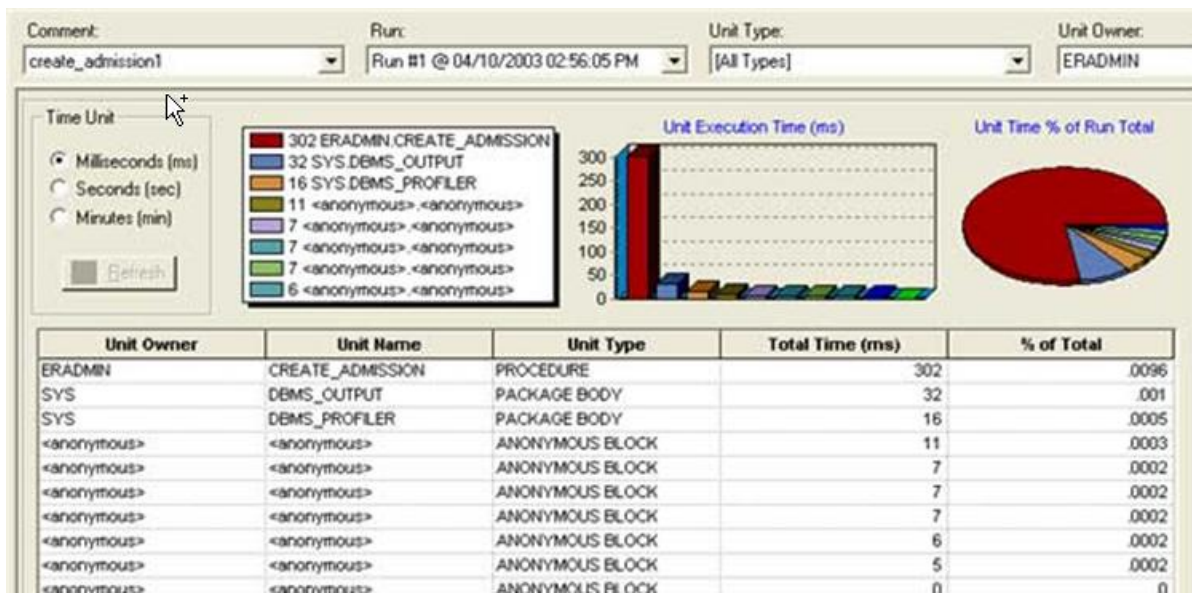 Comment: Run: Unit Type: Unit Owner:
create_admission1 Run #1 @ 04/10/2003 02:56:05 PM [All Types] ERADMIN
Time Unit
Milliseconds (ms)
Seconds (sec)
Minutes (min)
Refresh
302 ERADMIN.CREATE_ADMISSION
32 SYS.DBMS_OUTPUT
16 SYS.DBMS_PROFILER
11 <anonymous>.<anonymous>
7 <anonymous>.<anonymous>
7 <anonymous>.<anonymous>
7 <anonymous>.<anonymous>
6 <anonymous>.<anonymous>
Unit Execution Time (ms)
300
250
200
150
100
50
0
Unit Time % of Run Total
Unit Owner Unit Name Unit Type Total Time (ms) % of Total
ERADMIN CREATE_ADMISSION PROCEDURE 302 .0096
SYS DBMS_OUTPUT PACKAGE BODY 32 .001
SYS DBMS_PROFILER PACKAGE BODY 16 .0005
<anonymous> <anonymous> ANONYMOUS BLOCK 11 .0003
<anonymous> <anonymous> ANONYMOUS BLOCK 7 .0002
<anonymous> <anonymous> ANONYMOUS BLOCK 7 .0002
<anonymous> <anonymous> ANONYMOUS BLOCK 7 .0002
<anonymous> <anonymous> ANONYMOUS BLOCK 6 .0002
<anonymous> <anonymous> ANONYMOUS BLOCK 5 .0002
<anonymous> <anonymous> ANONYMOUS BLOCK 0 0